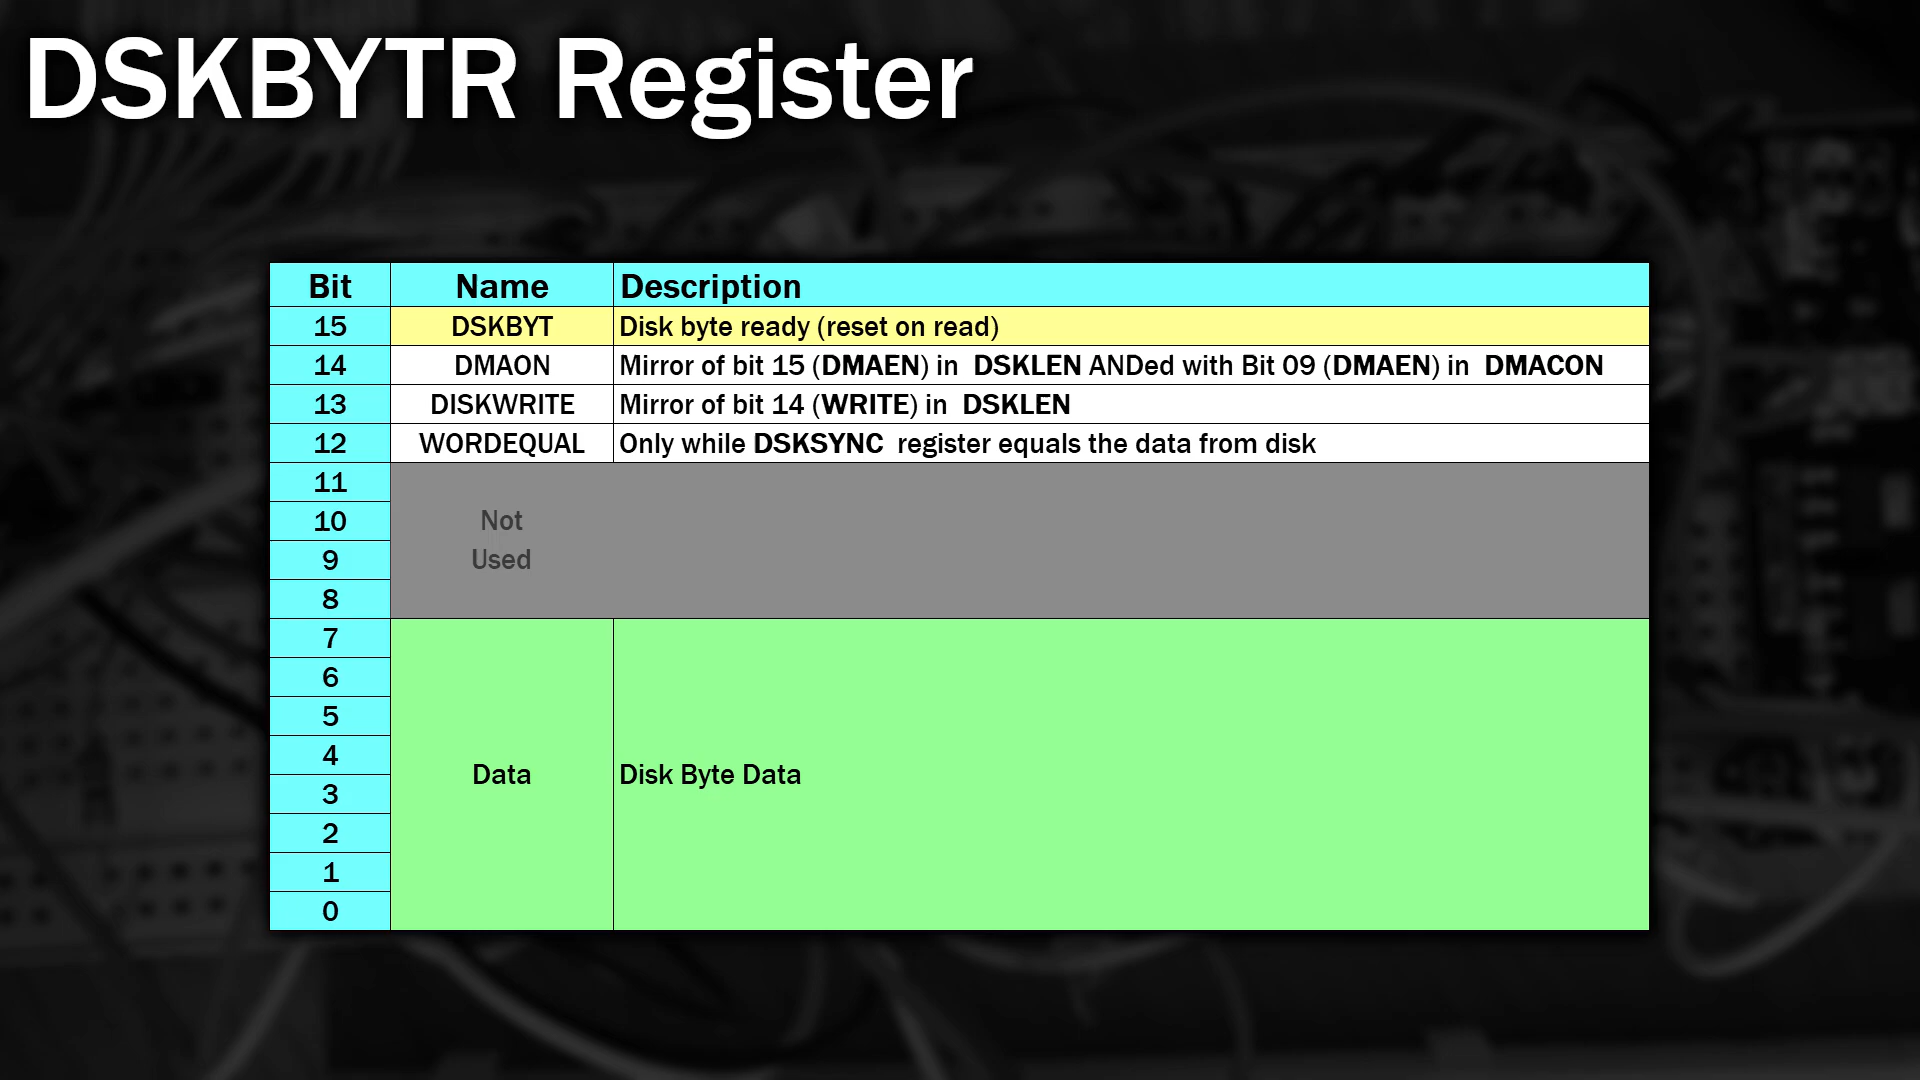 DSKBYTR Register
Bit Name Description
15 DSKBYT Disk byte ready (reset on read)
14 DMAON Mirror of bit 15 (DMAEN) in DSKLEN ANDed with Bit 09 (DMAEN) in DMACON
13 DISKWRITE Mirror of bit 14 (WRITE) in DSKLEN
12 WORDEQUAL Only while DSKSYNC register equals the data from disk
11
10 Not
9 Used
8
7
6
5
4
Data Disk Byte Data
3
2
1
0